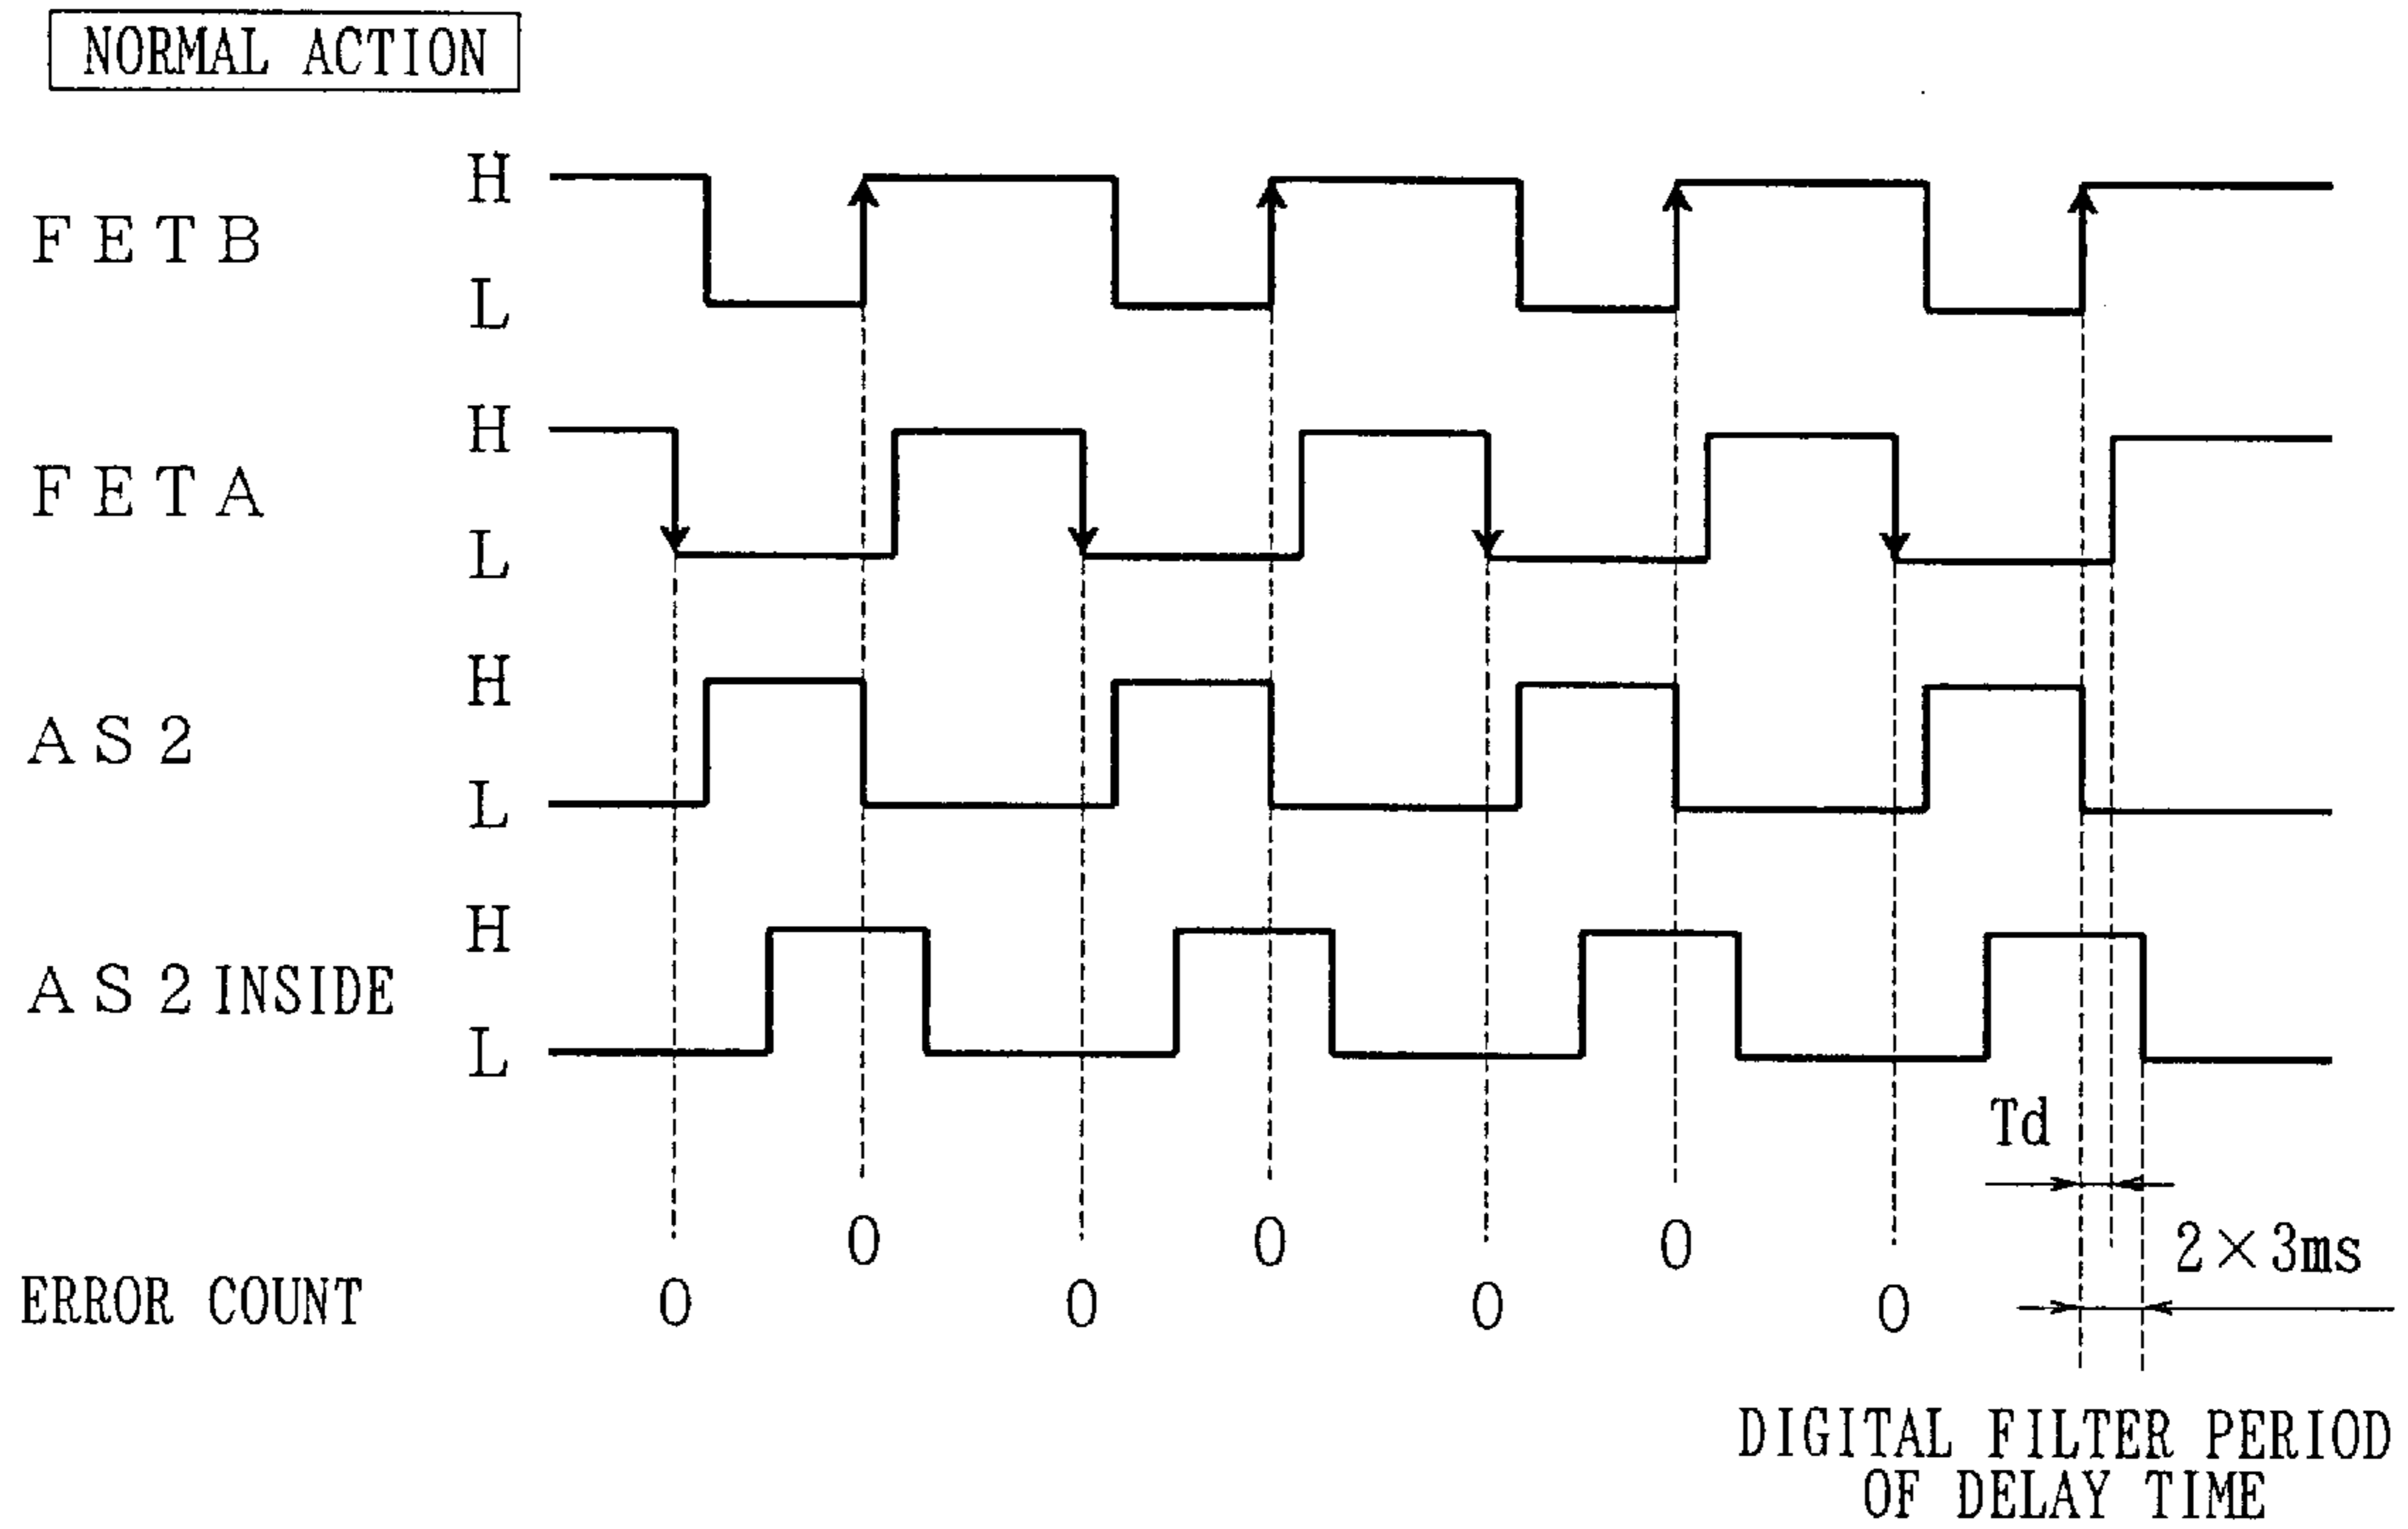 NORMAL ACTION
H
FETB
L
H
FETA
L
H
AS2
L
H
AS2 INSIDE
L
Td
0 0 0 2×3ms
ERROR COUNT 0 0 0 0
DIGITAL FILTER PERIOD
OF DELAY TIME